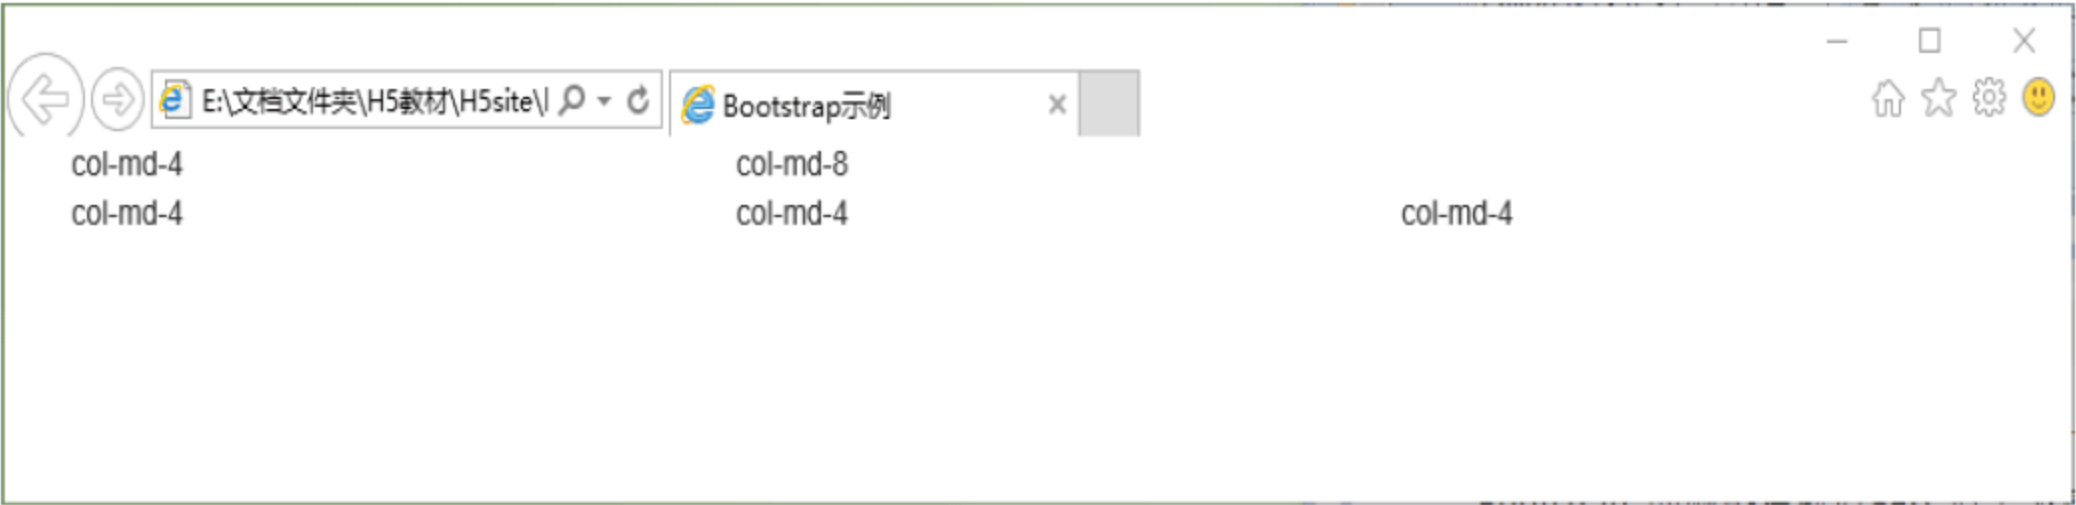 E:\文档文件夹\H5教材\H5site\
Bootstrap示例
col-md-4 col-md-8
col-md-4 col-md-4 col-md-4